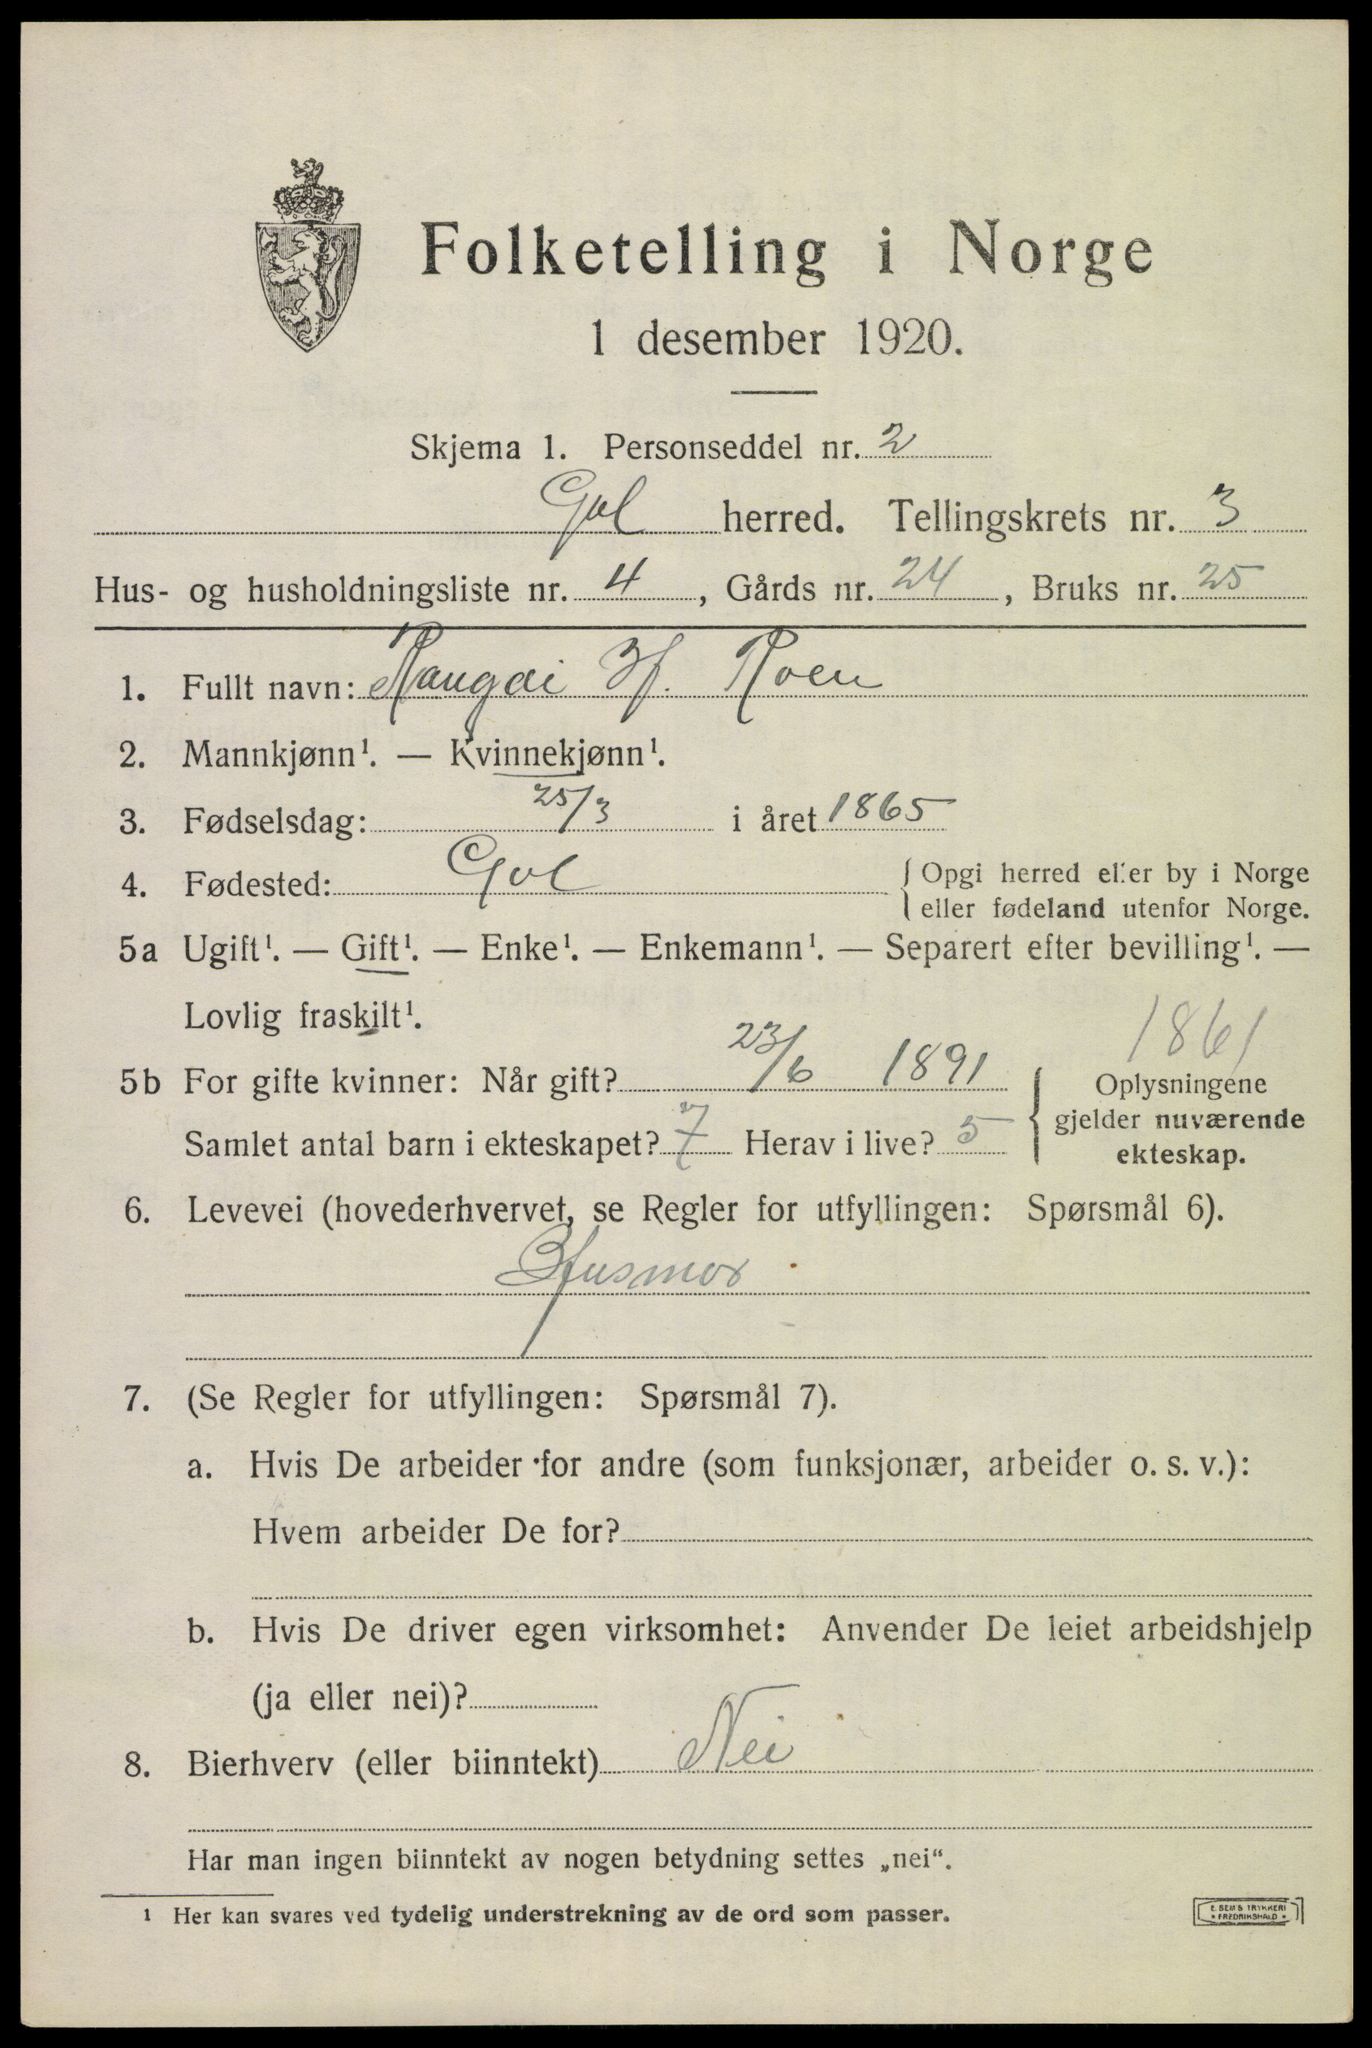 Folketelling i Norge
1 desember 1920.
Skjema 1. Personseddel nr. 2
Gol herred. Tellingskrets nr. 3
Hus- og husholdningsliste nr. 4, Gårds nr. 24, Bruks nr. 25
1. Fullt navn: Raugdi H. Roen
2. Mannkjønn¹. — Kvinnekjønn¹.
3. Fødselsdag: 25/3 i året 1865
4. Fødested: Gol { Opgi herred eller by i Norge
eller fødeland utenfor Norge.
5a Ugift¹. — Gift¹. — Enke¹. — Enkemann¹. — Separert efter bevilling¹. —
Lovlig fraskilt¹.
1861
5b For gifte kvinner: Når gift? 23/6 1891 { Oplysningene
gjelder nuværende
Samlet antal barn i ekteskapet? 7 Herav i live? 5
ekteskap.
6. Levevei (hovederhvervet, se Regler for utfyllingen: Spørsmål 6).
Husmor
7. (Se Regler for utfyllingen: Spørsmål 7).
a. Hvis De arbeider for andre (som funksjonær, arbeider o. s. v.):
Hvem arbeider De for?
b. Hvis De driver egen virksomhet: Anvender De leiet arbeidshjelp
(ja eller nei)?
8. Bierhverv (eller biinntekt) Nei
Har man ingen biinntekt av nogen betydning settes „nei“.
¹ Her kan svares ved tydelig understrekning av de ord som passer.
E. SEM'S TRYKKERI
• FREDRIKSHALD •